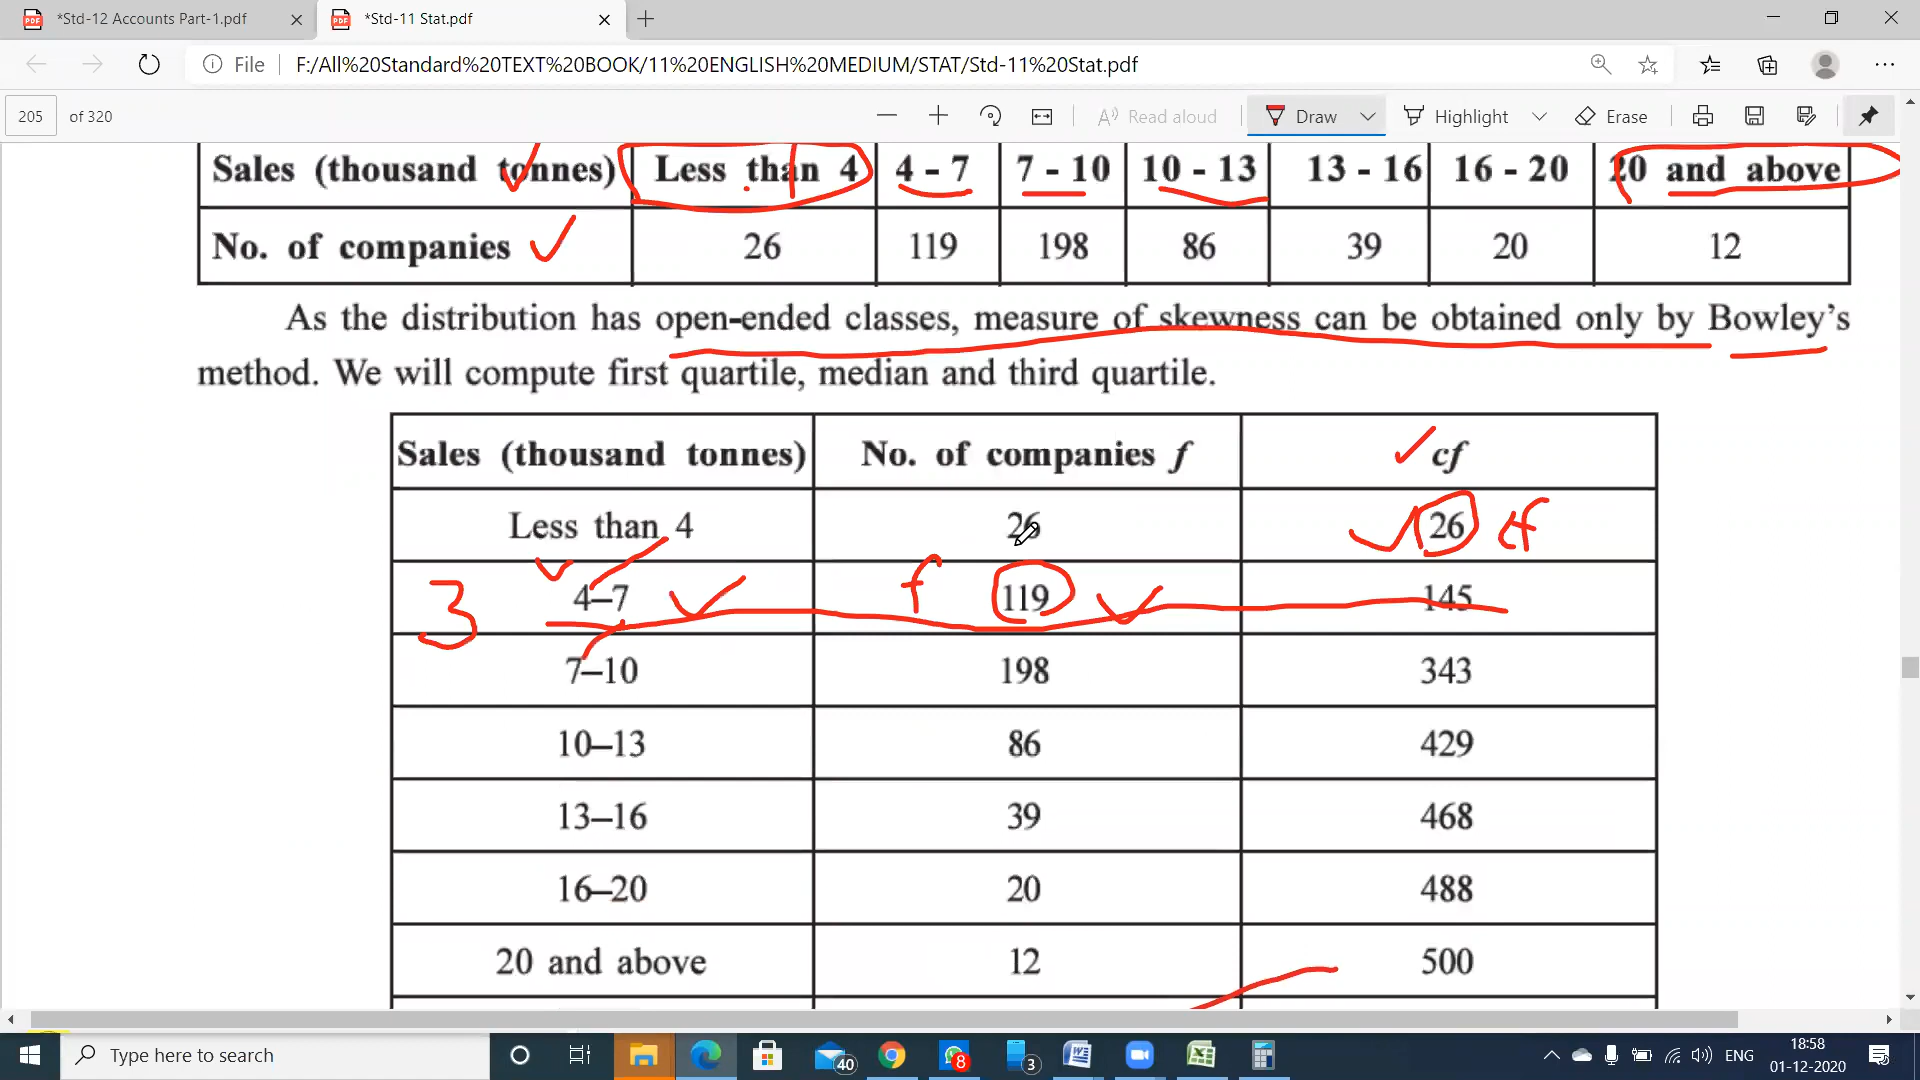 *Std-12 Accounts Part-1.pdf
*Std-11 Stat.pdf
File
F:/All%20Standard%20TEXT%20BOOK/11%20ENGLISH%20MEDIUM/STAT/Std-11%20Stat.pdf
205 of 320
Read aloud
Draw
Highlight
Erase
Sales (thousand tonnes) Less than 4 4 - 7 7 - 10 10 - 13 13 - 16 16 - 20 20 and above
No. of companies 26 119 198 86 39 20 12
As the distribution has open-ended classes, measure of skewness can be obtained only by Bowley's
method. We will compute first quartile, median and third quartile.
Sales (thousand tonnes) No. of companies f cf
Less than 4 26 26 cf
3 4–7 f 119 145
7–10 198 343
10–13 86 429
13–16 39 468
16–20 20 488
20 and above 12 500
Type here to search
40
8
3
ENG
18:58
01-12-2020